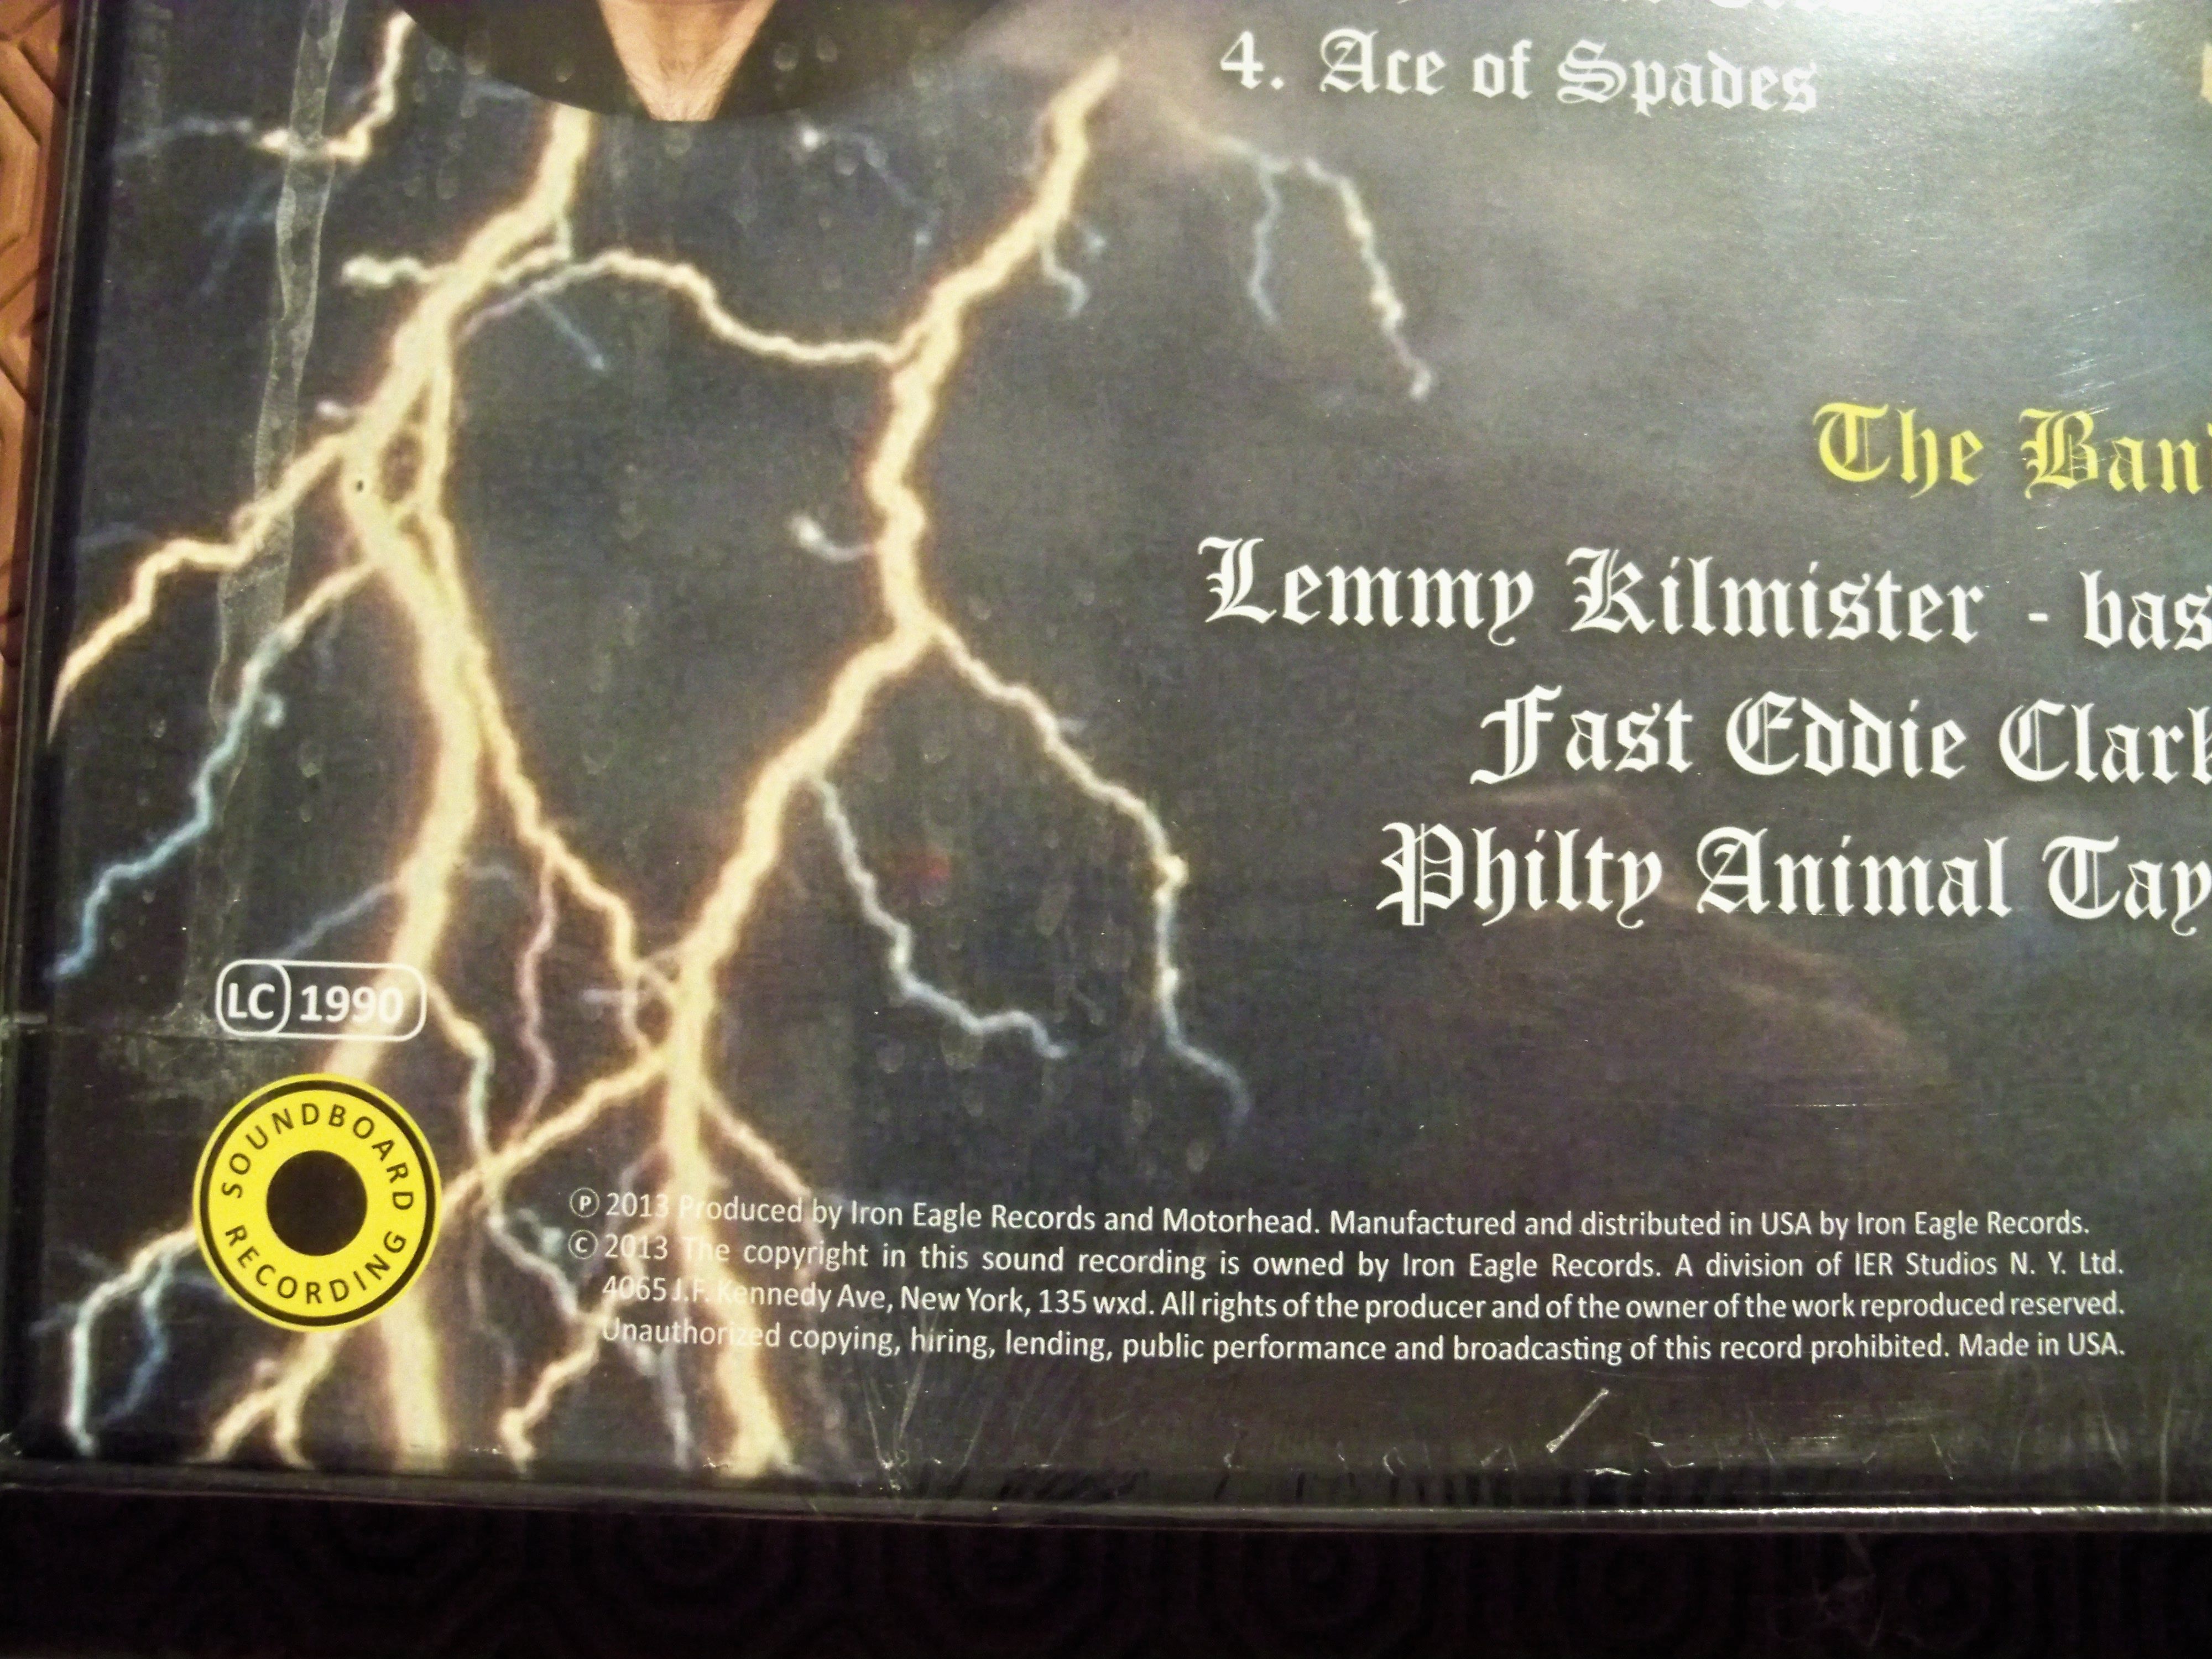 4. Ace of Spades
The
Lemmy Kilmister -
Fast Eddie
Philty Animal
LC 1990
SOUNDBOARD RECORDING
℗ 2013 Produced by Iron Eagle Records and Motorhead. Manufactured and distributed in USA by Iron Eagle Records.
© 2013 The copyright in this sound recording is owned by Iron Eagle Records. A division of IER Studios N. Y. Ltd.
4065 J.F. Kennedy Ave, New York, 135 wxd. All rights of the producer and of the owner of the work reproduced reserved.
Unauthorized copying, hiring, lending, public performance and broadcasting of this record prohibited. Made in USA.